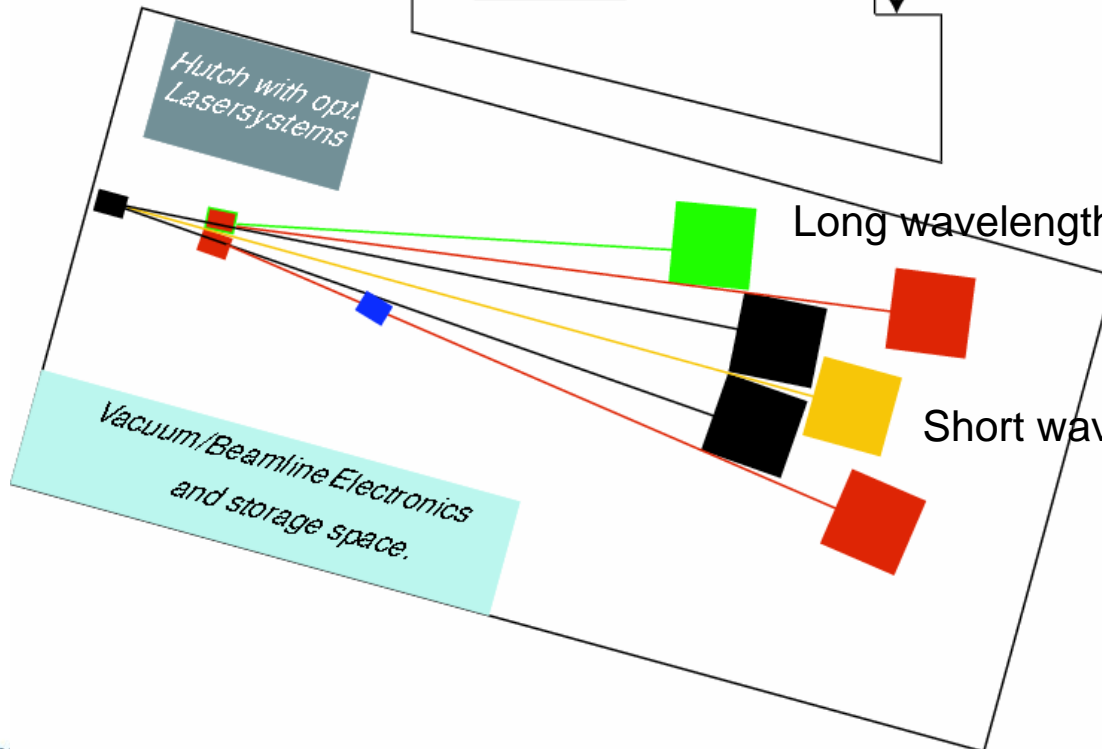 Hutch with opt.
Lasersystems
Long wavelength
Short wav
Vacuum/Beamline Electronics
and storage space.